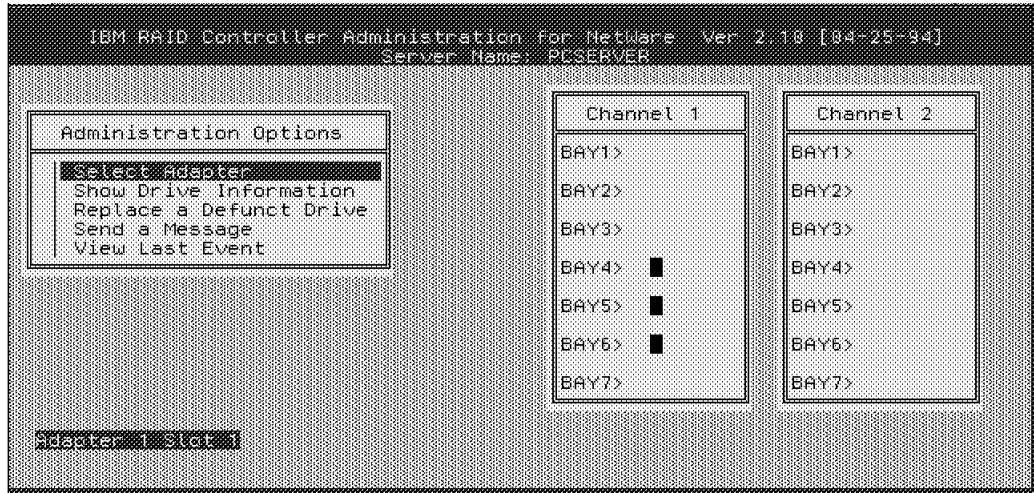 IBM RAID Controller Administration for NetWare  Ver 2.10 [04-25-94]
Server Name: PCSERVER
Administration Options
Select Adapter
Show Drive Information
Replace a Defunct Drive
Send a Message
View Last Event
Channel 1
BAY1>
BAY2>
BAY3>
BAY4>
BAY5>
BAY6>
BAY7>
Channel 2
BAY1>
BAY2>
BAY3>
BAY4>
BAY5>
BAY6>
BAY7>
Adapter 1 Slot 1